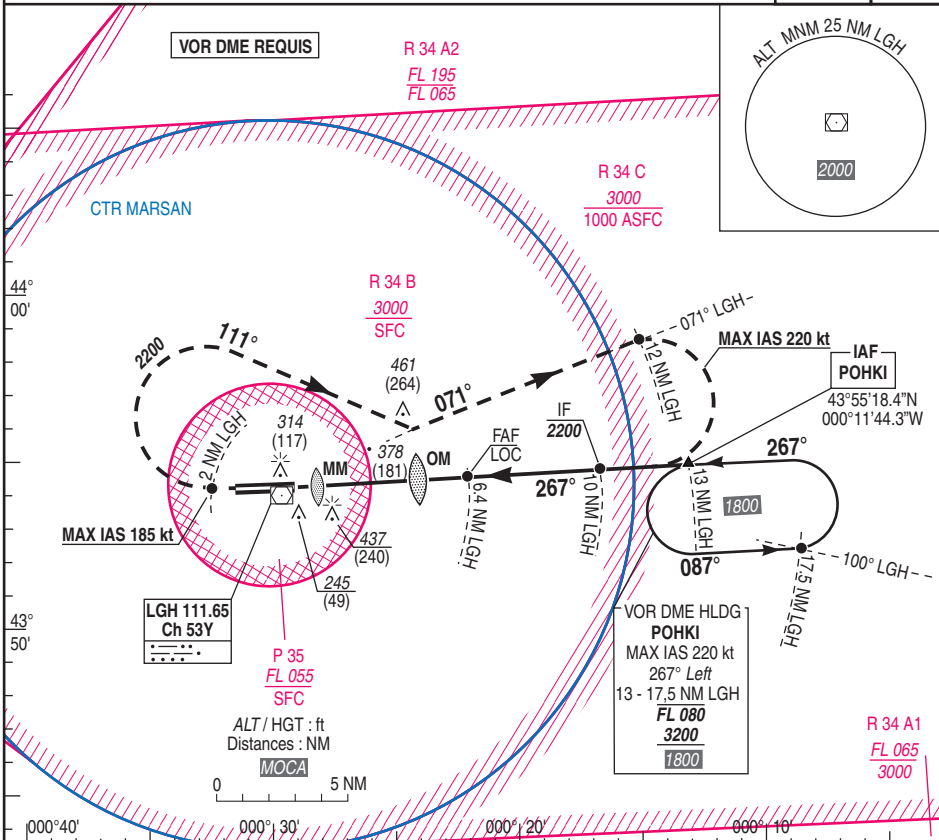 VOR DME REQUIS
R 34 A2
FL 195
FL 065
ALT MNM 25 NM LGH
2000
R 34 C
3000
1000 ASFC
CTR MARSAN
R 34 B
3000
SFC
44°
00'
2200
111°
461
(264)
071°
071° LGH
12 NM LGH
MAX IAS 220 kt
IAF
POHKI
43°55'18.4"N
000°11'44.3"W
2 NM LGH
314
(117)
378
(181)
MM
OM
FAF
LOC
6.4 NM LGH
IF
2200
10 NM LGH
267°
267°
13 NM LGH
1800
087°
100° LGH
17.5 NM LGH
MAX IAS 185 kt
437
(240)
245
(49)
LGH 111.65
Ch 53Y
43°
50'
P 35
FL 055
SFC
VOR DME HLDG
POHKI
MAX IAS 220 kt
267° Left
13 - 17,5 NM LGH
FL 080
3200
1800
ALT / HGT : ft
Distances : NM
MOCA
0 5 NM
R 34 A1
FL 065
3000
000°40'
000°30'
000°20'
000°10'